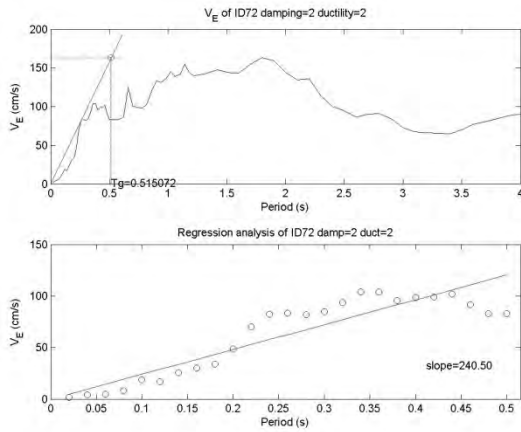 V_E of ID72 damping=2 ductility=2
200
150
100
50
0
V_E (cm/s)
0 0.5 1 1.5 2 2.5 3 3.5 4
Tg=0.515072
Period (s)
Regression analysis of ID72 damp=2 duct=2
150
100
50
0
V_E (cm/s)
slope=240.50
0 0.05 0.1 0.15 0.2 0.25 0.3 0.35 0.4 0.45 0.5
Period (s)